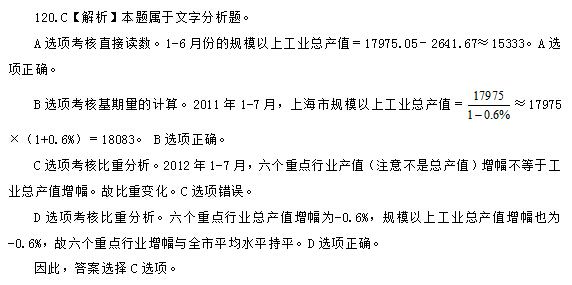 120.C【解析】本题属于文字分析题。
A选项考核直接读数。1-6月份的规模以上工业总产值＝17975.05－2641.67≈15333。A选
项正确。
B选项考核基期量的计算。2011年1-7月，上海市规模以上工业总产值＝17975/(1－0.6%)≈17975
×（1+0.6%）＝18083。 B选项正确。
C选项考核比重分析。2012年1-7月，六个重点行业产值（注意不是总产值）增幅不等于工
业总产值增幅。故比重变化。C选项错误。
D选项考核比重分析。六个重点行业总产值增幅为-0.6%，规模以上工业总产值增幅也为
-0.6%，故六个重点行业增幅与全市平均水平持平。D选项正确。
因此，答案选择C选项。